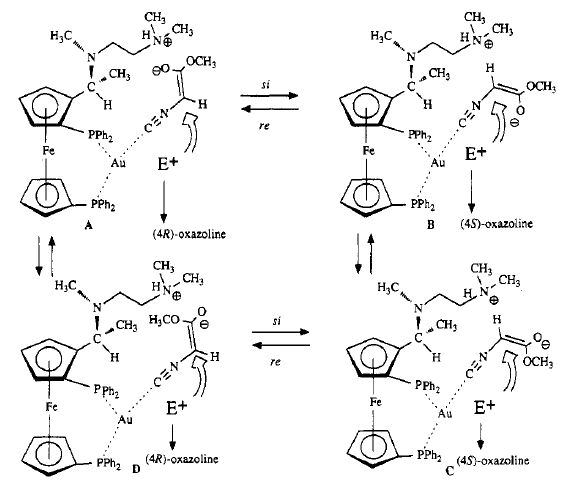 CH₃
H₃C H N CH₃
⊕
N
⊖O OCH₃
CH₃
C
H H
C≡N
PPh₂
Fe Au E+
PPh₂
A
(4R)-oxazoline
si
re
CH₃
H₃C H N CH₃
⊕
N
H
CH₃ OCH₃
C O
H ⊖
C≡N
PPh₂
Fe Au E+
PPh₂
B (4S)-oxazoline
CH₃
H₃C H N CH₃
⊕
N
H₃CO O⊖
CH₃
C
H H
C≡N
PPh₂
Fe Au E+
PPh₂
D (4R)-oxazoline
si
re
CH₃
H₃C H N CH₃
⊕
N
H
CH₃ O⊖
C OCH₃
H
C≡N
PPh₂
Fe Au E+
PPh₂
C (4S)-oxazoline